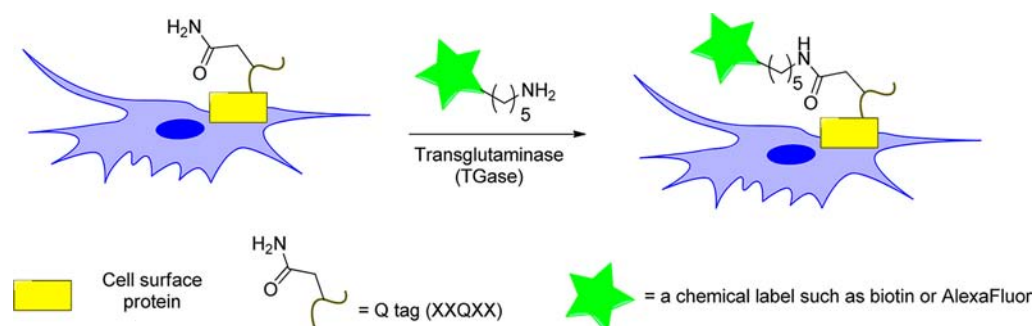 H₂N
O
NH₂
5
Transglutaminase
(TGase)
H
N
5
O
Cell surface
protein
H₂N
O
= Q tag (XXQXX)
= a chemical label such as biotin or AlexaFluor